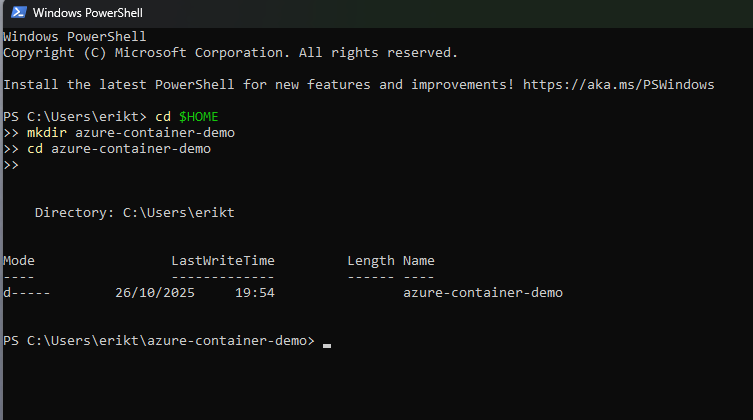 Windows PowerShell
Windows PowerShell
Copyright (C) Microsoft Corporation. All rights reserved.
Install the latest PowerShell for new features and improvements! https://aka.ms/PSWindows
PS C:\Users\erikt> cd $HOME
>> mkdir azure-container-demo
>> cd azure-container-demo
>>
    Directory: C:\Users\erikt
Mode                 LastWriteTime         Length Name
----                 -------------         ------ ----
d-----        26/10/2025     19:54                azure-container-demo
PS C:\Users\erikt\azure-container-demo>